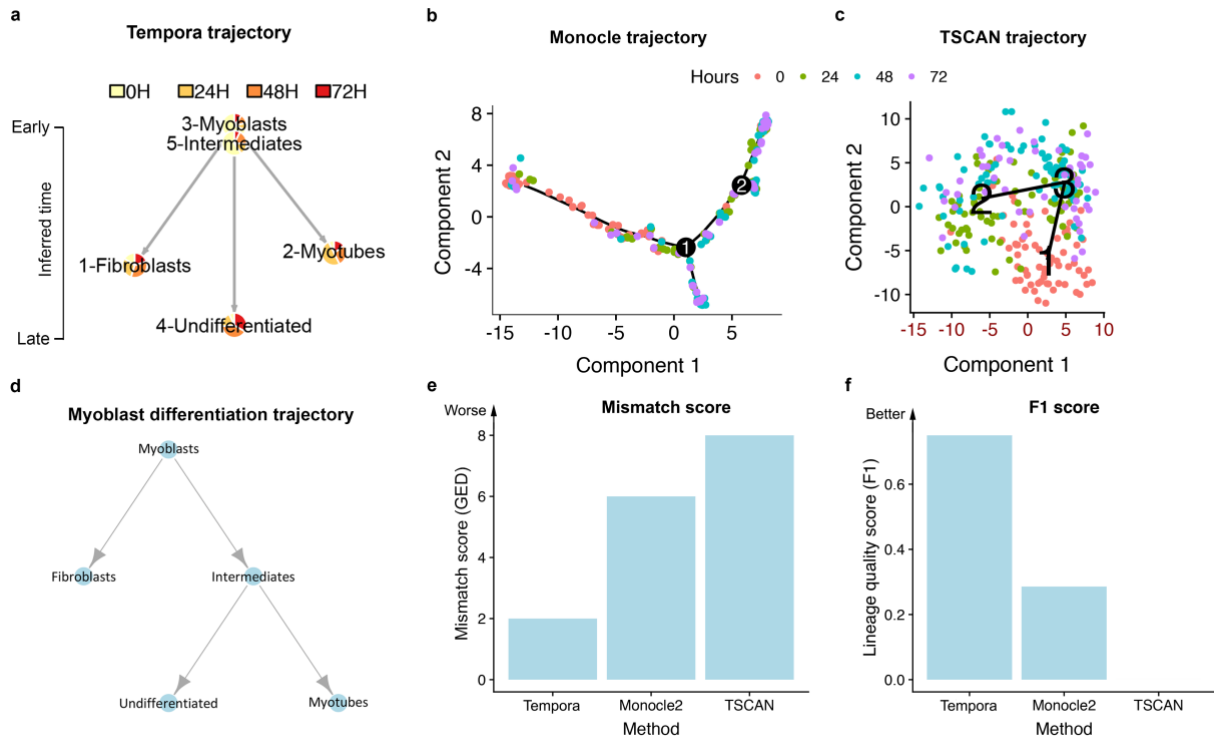 a
Tempora trajectory
0H 24H 48H 72H
Early
3-Myoblasts
5-Intermediates
Inferred time
1-Fibroblasts
2-Myotubes
4-Undifferentiated
Late
b
Monocle trajectory
Hours 0 24 48 72
8
4
0
-4
Component 2
1
2
-15 -10 -5 0 5
Component 1
c
TSCAN trajectory
10
5
0
-5
-10
Component 2
2
3
1
-15 -10 -5 0 5 10
Component 1
d
Myoblast differentiation trajectory
Myoblasts
Fibroblasts
Intermediates
Undifferentiated
Myotubes
e
Worse
Mismatch score
8
6
4
2
0
Mismatch score (GED)
Tempora Monocle2 TSCAN
Method
f
Better
F1 score
0.6
0.4
0.2
0.0
Lineage quality score (F1)
Tempora Monocle2 TSCAN
Method